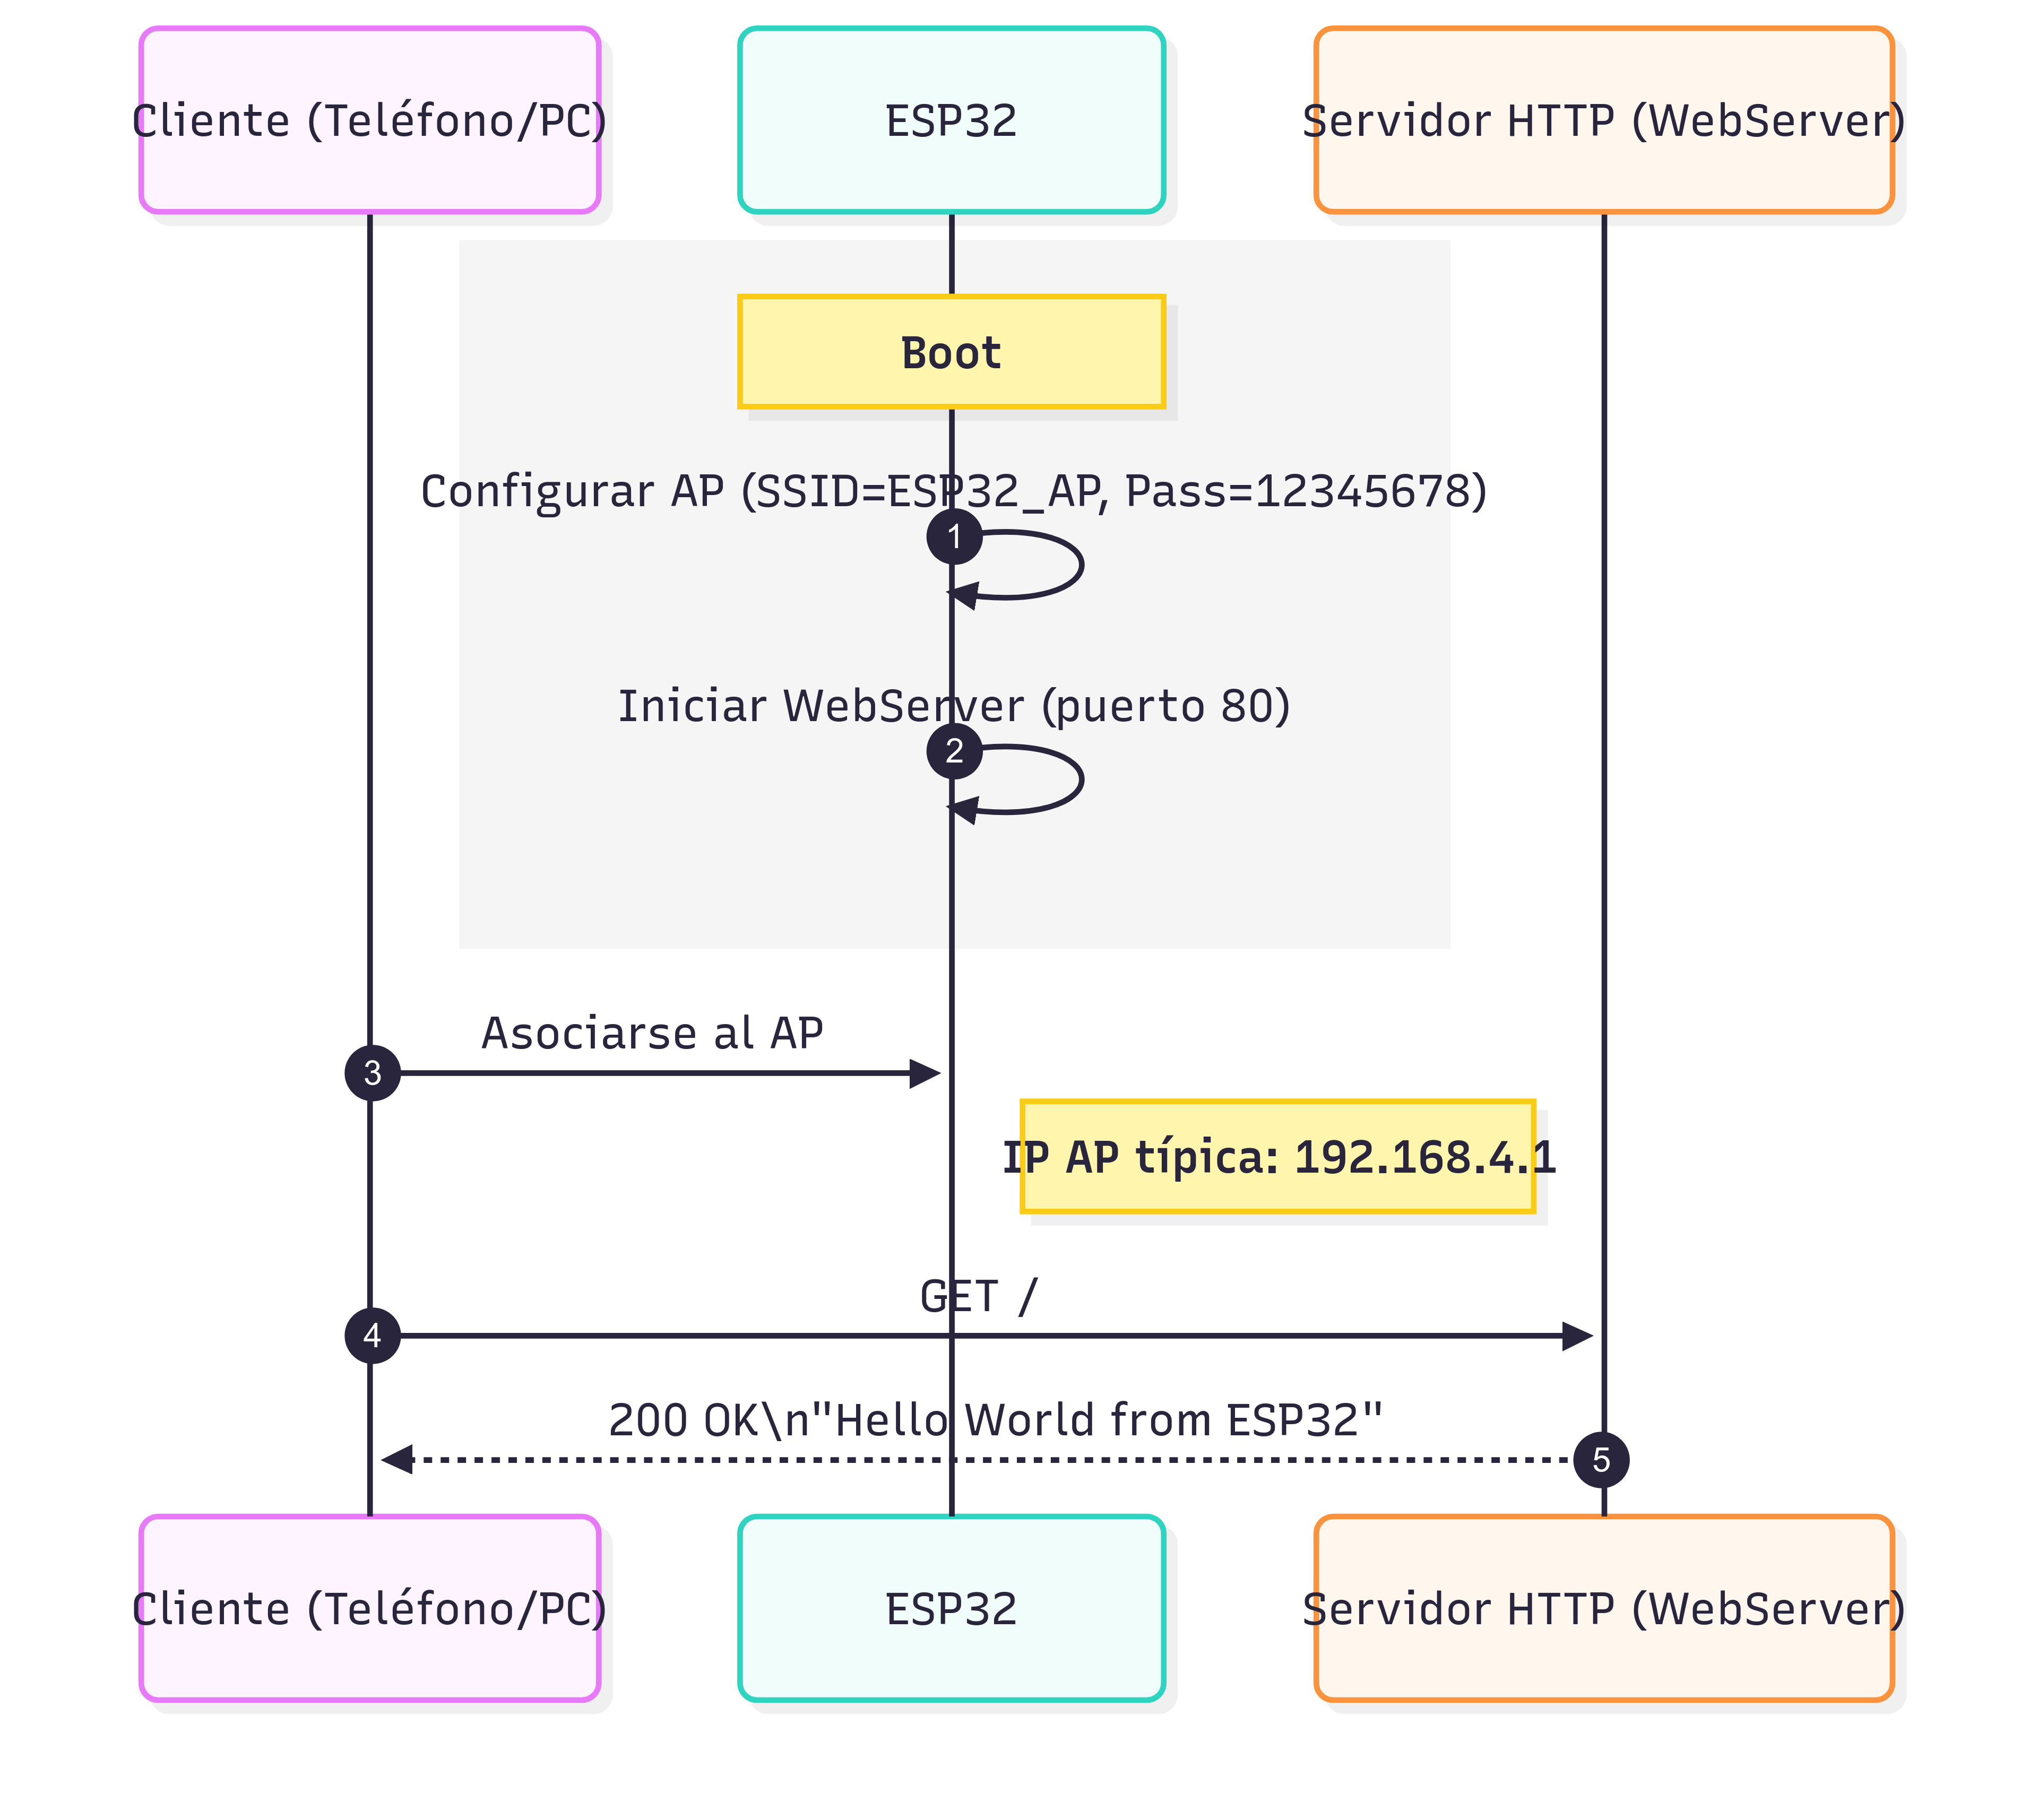 Cliente (Teléfono/PC)
ESP32
Servidor HTTP (WebServer)
Boot
Configurar AP (SSID=ESP32_AP, Pass=12345678)
1
Iniciar WebServer (puerto 80)
2
Asociarse al AP
3
IP AP típica: 192.168.4.1
GET /
4
200 OK\n"Hello World from ESP32"
5
Cliente (Teléfono/PC)
ESP32
Servidor HTTP (WebServer)